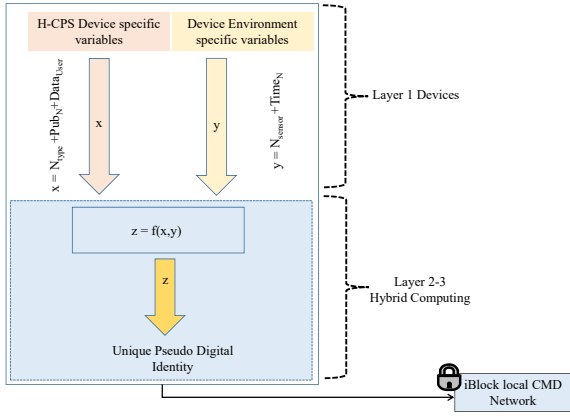 H-CPS Device specific
variables
Device Environment
specific variables
x = N_type +Pub_N+Data_User
x
y
y = N_sensor +Time_N
Layer 1 Devices
z = f(x,y)
z
Unique Pseudo Digital
Identity
Layer 2-3
Hybrid Computing
iBlock local CMD
Network